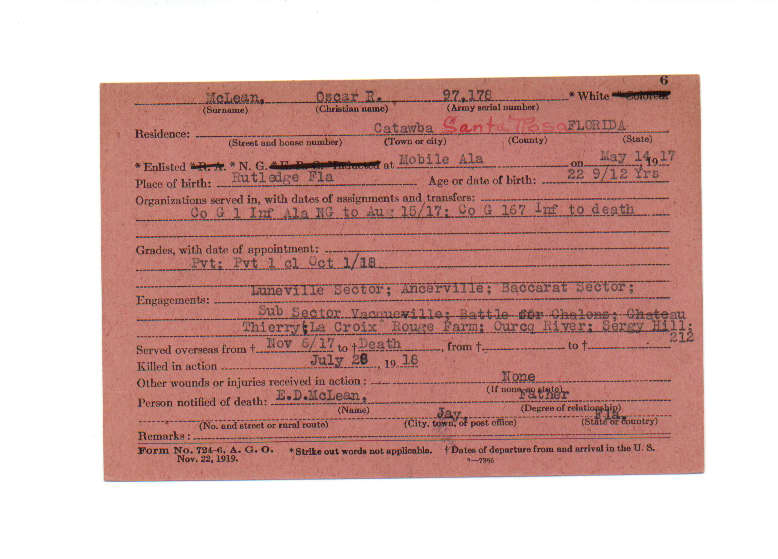 6
McLean, Oscar R. 97,178 * White
(Surname) (Christian name) (Army serial number)
Residence: Catawba Santa Rosa FLORIDA
(Street and house number) (Town or city) (County) (State)
* Enlisted * R. A. * N. G. * E. R. C. * Inducted at Mobile Ala on May 14, 1917
Place of birth: Rutledge Fla Age or date of birth: 22 9/12 Yrs
Organizations served in, with dates of assignments and transfers:
Co G 1 Inf Ala NG to Aug 15/17; Co G 167 Inf to death
Grades, with date of appointment:
Pvt; Pvt 1 cl Oct 1/18
Luneville Sector; Ancerville; Baccarat Sector;
Engagements:
Sub Sector Vacqueville; Battle for Chalons; Chateau
Thierry; La Croix Rouge Farm; Ourcq River; Sergy Hill;
212
Served overseas from † Nov 6/17 to † Death, from † to †
Killed in action July 28, 1918
Other wounds or injuries received in action: None
(If none, so state)
Person notified of death: E.D.McLean, Father
(Name) (Degree of relationship)
Jay, Fla.
(No. and street or rural route) (City, town, or post office) (State or country)
Remarks:
Form No. 724-6, A. G. O. * Strike out words not applicable. † Dates of departure from and arrival in the U. S.
Nov. 22, 1919.